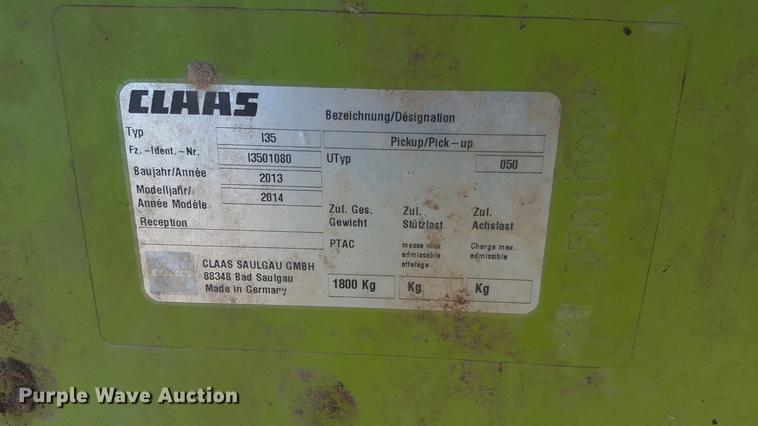 CLAAS
Bezeichnung/Désignation
Typ I35 Pickup/Pick-up
Fz.-Ident.-Nr. I3501080 UTyp 050
Baujahr/Année 2013
Modelljahr/ Année Modèle 2014
Reception
Zul. Ges. Gewicht
PTAC
1800 Kg
Zul. Stützlast
masse max. admissable attelage
Kg
Zul. Achslast
Charge max. admissible
Kg
CLAAS SAULGAU GMBH
88348 Bad Saulgau
Made in Germany
Purple Wave Auction